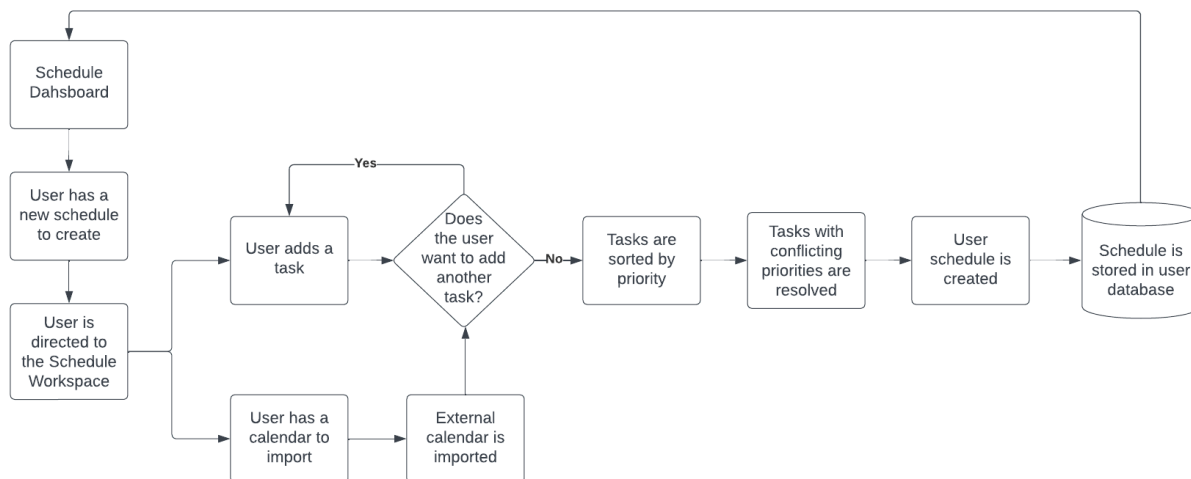 Schedule
Dahsboard
User has a
new schedule
to create
User is
directed to
the Schedule
Workspace
Yes
User adds a
task
Does
the user
want to add
another
task?
No
Tasks are
sorted by
priority
Tasks with
conflicting
priorities are
resolved
User
schedule is
created
Schedule is
stored in user
database
User has a
calendar to
import
External
calendar is
imported